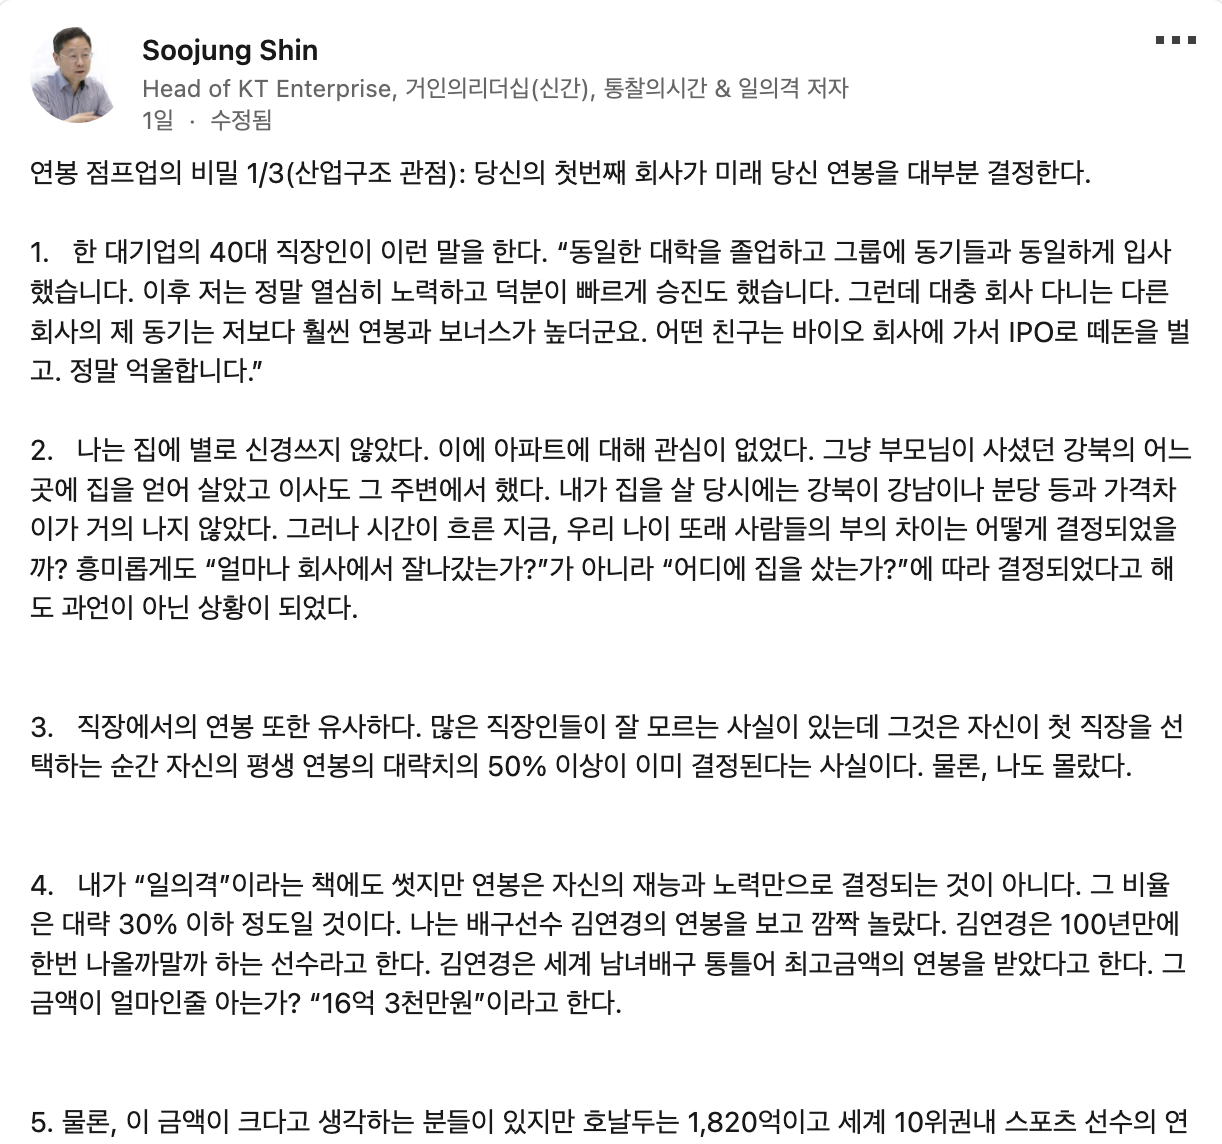 Soojung Shin
Head of KT Enterprise, 거인의리더십(신간), 통찰의시간 & 일의격 저자
1일 · 수정됨
연봉 점프업의 비밀 1/3(산업구조 관점): 당신의 첫번째 회사가 미래 당신 연봉을 대부분 결정한다.
1. 한 대기업의 40대 직장인이 이런 말을 한다. “동일한 대학을 졸업하고 그룹에 동기들과 동일하게 입사
했습니다. 이후 저는 정말 열심히 노력하고 덕분이 빠르게 승진도 했습니다. 그런데 대충 회사 다니는 다른
회사의 제 동기는 저보다 훨씬 연봉과 보너스가 높더군요. 어떤 친구는 바이오 회사에 가서 IPO로 떼돈을 벌
고. 정말 억울합니다.”
2. 나는 집에 별로 신경쓰지 않았다. 이에 아파트에 대해 관심이 없었다. 그냥 부모님이 사셨던 강북의 어느
곳에 집을 얻어 살았고 이사도 그 주변에서 했다. 내가 집을 살 당시에는 강북이 강남이나 분당 등과 가격차
이가 거의 나지 않았다. 그러나 시간이 흐른 지금, 우리 나이 또래 사람들의 부의 차이는 어떻게 결정되었을
까? 흥미롭게도 “얼마나 회사에서 잘나갔는가?”가 아니라 “어디에 집을 샀는가?”에 따라 결정되었다고 해
도 과언이 아닌 상황이 되었다.
3. 직장에서의 연봉 또한 유사하다. 많은 직장인들이 잘 모르는 사실이 있는데 그것은 자신이 첫 직장을 선
택하는 순간 자신의 평생 연봉의 대략치의 50% 이상이 이미 결정된다는 사실이다. 물론, 나도 몰랐다.
4. 내가 “일의격”이라는 책에도 썻지만 연봉은 자신의 재능과 노력만으로 결정되는 것이 아니다. 그 비율
은 대략 30% 이하 정도일 것이다. 나는 배구선수 김연경의 연봉을 보고 깜짝 놀랐다. 김연경은 100년만에
한번 나올까말까 하는 선수라고 한다. 김연경은 세계 남녀배구 통틀어 최고금액의 연봉을 받았다고 한다. 그
금액이 얼마인줄 아는가? “16억 3천만원”이라고 한다.
5. 물론, 이 금액이 크다고 생각하는 분들이 있지만 호날두는 1,820억이고 세계 10위권내 스포츠 선수의 연